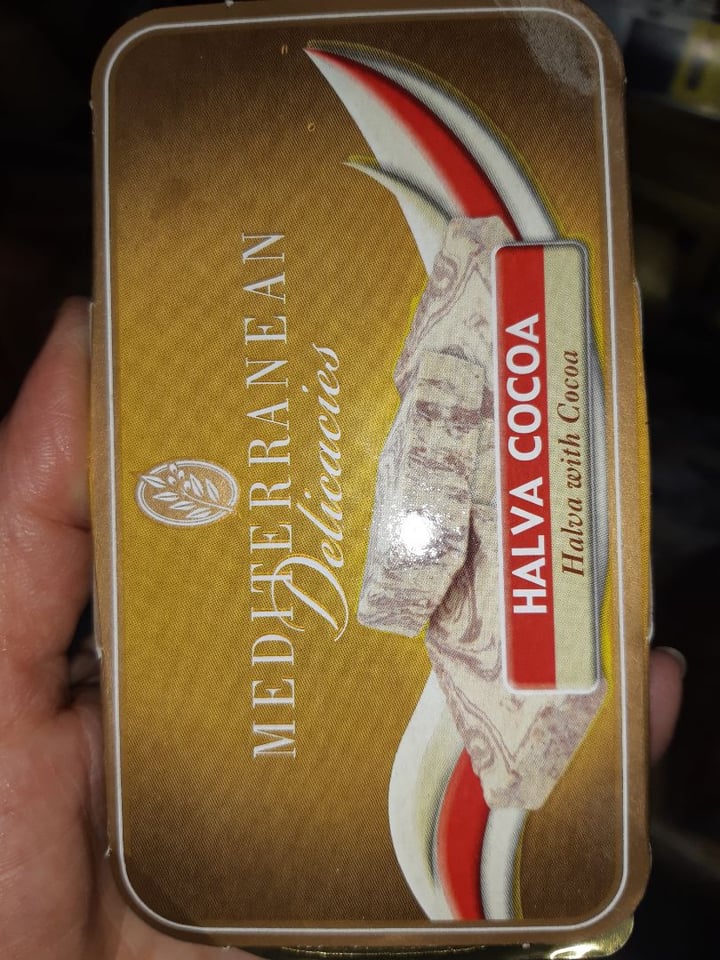 MEDITERRANEAN
Delicacies
HALVA COCOA
Halva with Cocoa